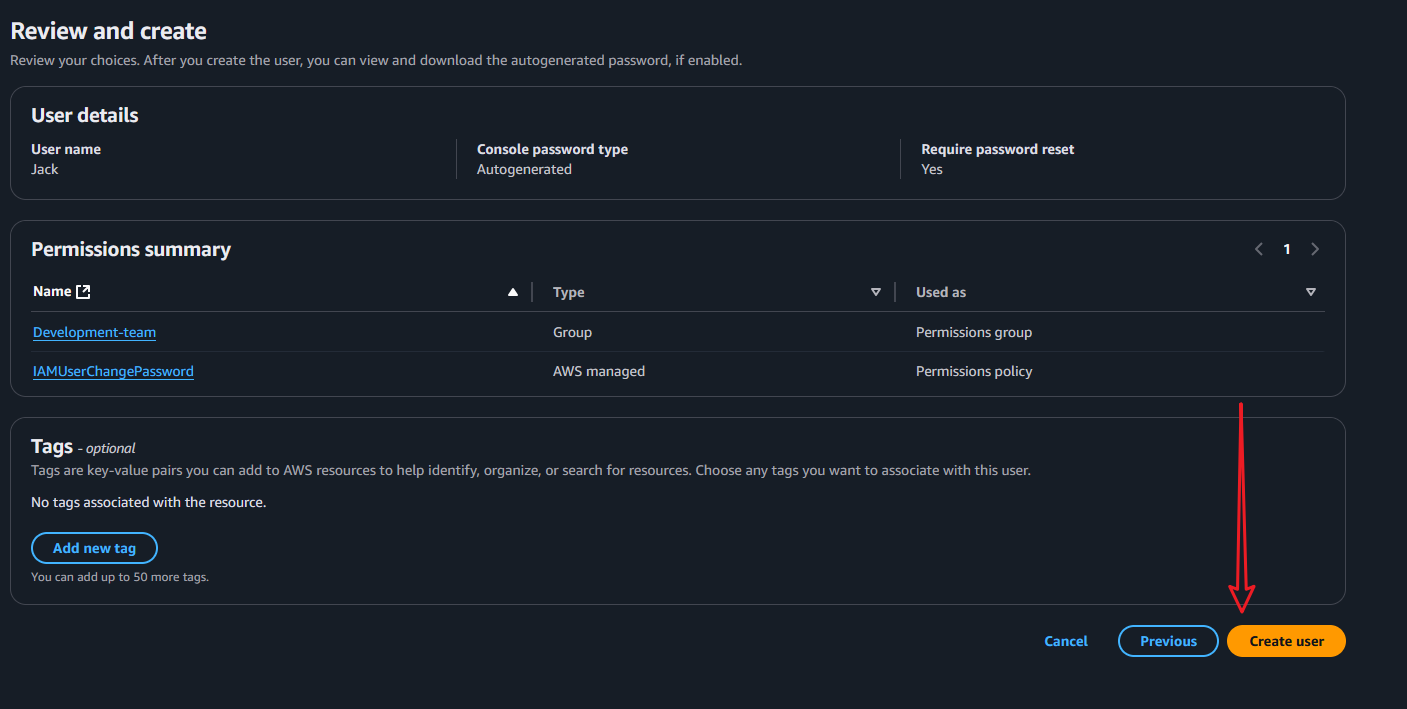 Review and create
Review your choices. After you create the user, you can view and download the autogenerated password, if enabled.
User details
User name
Jack
Console password type
Autogenerated
Require password reset
Yes
Permissions summary
1
Name
Type
Used as
Development-team
Group
Permissions group
IAMUserChangePassword
AWS managed
Permissions policy
Tags - optional
Tags are key-value pairs you can add to AWS resources to help identify, organize, or search for resources. Choose any tags you want to associate with this user.
No tags associated with the resource.
Add new tag
You can add up to 50 more tags.
Cancel
Previous
Create user